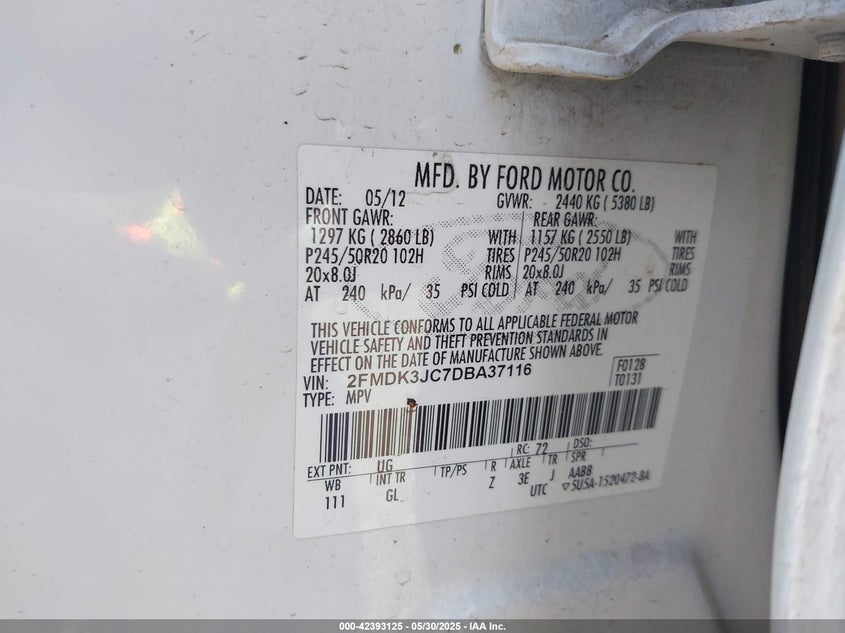 MFD. BY FORD MOTOR CO.
DATE: 05/12 GVWR: 2440 KG ( 5380 LB)
FRONT GAWR: REAR GAWR:
1297 KG ( 2860 LB) WITH 1157 KG ( 2550 LB) WITH
P245/50R20 102H TIRES P245/50R20 102H TIRES
20x8.0J RIMS 20x8.0J RIMS
AT 240 kPa/ 35 PSI COLD AT 240 kPa/ 35 PSI COLD
THIS VEHICLE CONFORMS TO ALL APPLICABLE FEDERAL MOTOR
VEHICLE SAFETY AND THEFT PREVENTION STANDARDS IN
EFFECT ON THE DATE OF MANUFACTURE SHOWN ABOVE.
VIN: 2FMDK3JC7DBA37116 F0128
TYPE: MPV T0131
RC: 72 DSO:
EXT PNT: UG
WB INT TR TP/PS R AXLE TR SPR
111 GL Z 3E J AABB
UTC ▽5U5A-1520472-BA
000-42393125 - 05/30/2025 - IAA Inc.